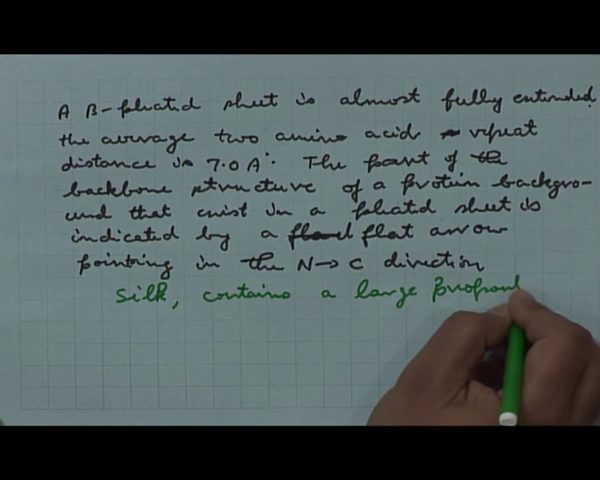 A β-pleated sheet is almost fully extended
the average two amino acid repeat
distance is 7.0 A°. The part of the
backbone structure of a protein backgro-
und that exist in a pleated sheet is
indicated by a flat arrow
pointing in the N→C direction
Silk, contains a large